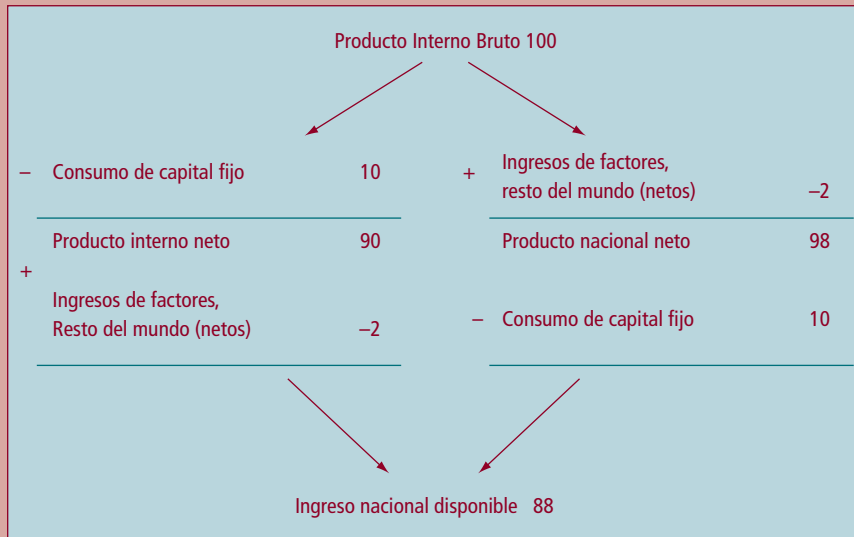 Producto Interno Bruto 100
– Consumo de capital fijo 10
Producto interno neto 90
+
Ingresos de factores,
Resto del mundo (netos) –2
+ Ingresos de factores,
resto del mundo (netos) –2
Producto nacional neto 98
– Consumo de capital fijo 10
Ingreso nacional disponible 88